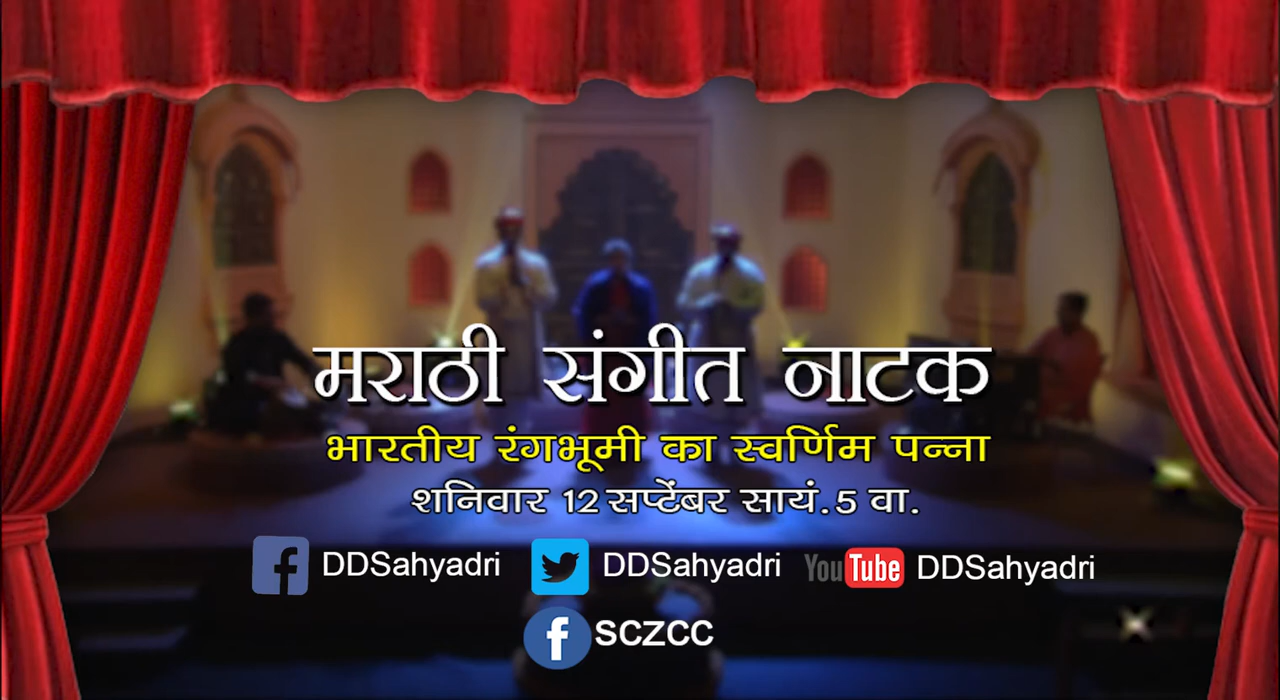 मराठी संगीत नाटक
भारतीय रंगभूमी का स्वर्णिम पन्ना
शनिवार 12 सप्टेंबर सायं. 5 वा.
f DDSahyadri DDSahyadri YouTube DDSahyadri
f SCZCC